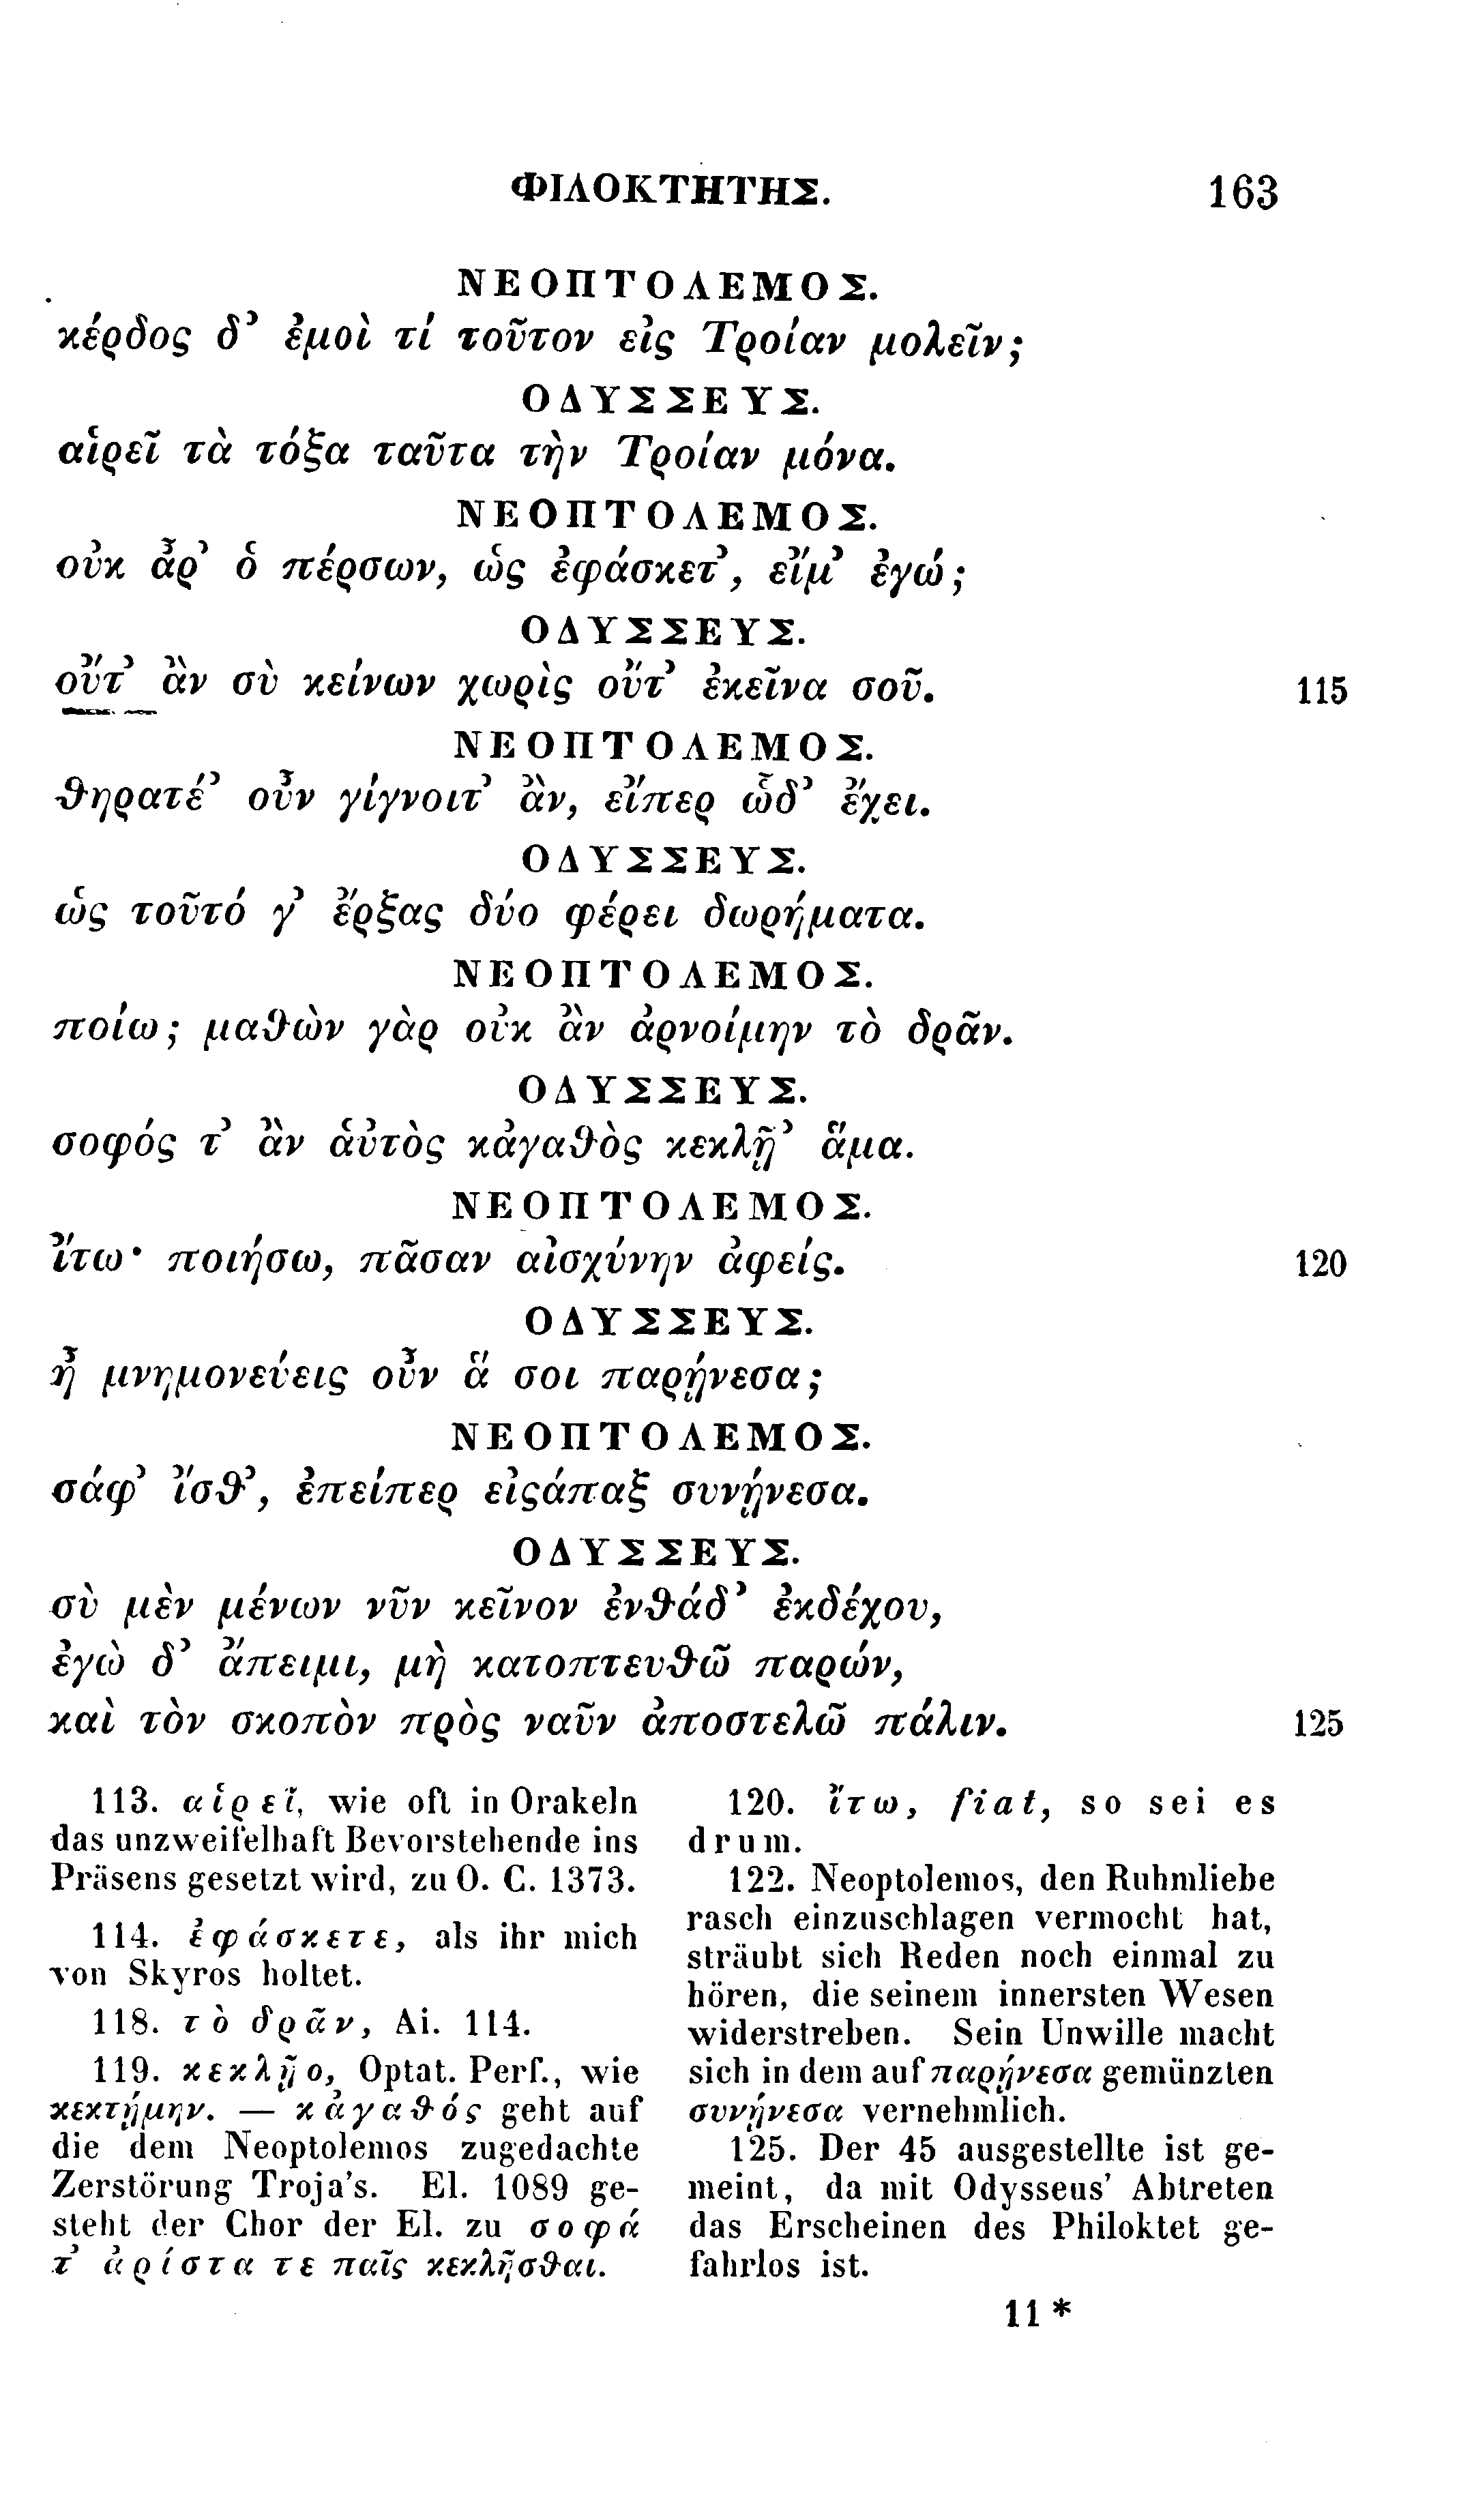 ΦΙΛΟΚΤΗΤΗΣ. 163
ΝΕΟΠΤΟΛΕΜΟΣ.
κέρδος δ᾽ ἐμοὶ τί τοῦτον εἰς Τροίαν μολεῖν;
ΟΔΥΣΣΕΥΣ.
αἱρεῖ τὰ τόξα ταῦτα τὴν Τροίαν μόνα.
ΝΕΟΠΤΟΛΕΜΟΣ.
οὐκ ἆρ᾽ ὁ πέρσων, ὡς ἐφάσκετ᾽, εἴμ᾽ ἐγώ;
ΟΔΥΣΣΕΥΣ.
οὔτ᾽ ἂν σὺ κείνων χωρὶς οὔτ᾽ ἐκεῖνα σοῦ. 115
ΝΕΟΠΤΟΛΕΜΟΣ.
θηρατέ᾽ οὖν γίγνοιτ᾽ ἂν, εἴπερ ὧδ᾽ ἔχει.
ΟΔΥΣΣΕΥΣ.
ὡς τοῦτό γ᾽ ἔρξας δύο φέρει δωρήματα.
ΝΕΟΠΤΟΛΕΜΟΣ.
ποίω; μαθὼν γὰρ οὐκ ἂν ἀρνοίμην τὸ δρᾶν.
ΟΔΥΣΣΕΥΣ.
σοφός τ᾽ ἂν αὑτὸς κἀγαθὸς κεκλῇ᾽ ἅμα.
ΝΕΟΠΤΟΛΕΜΟΣ.
ἴτω· ποιήσω, πᾶσαν αἰσχύνην ἀφείς. 120
ΟΔΥΣΣΕΥΣ.
ἦ μνημονεύεις οὖν ἅ σοι παρῄνεσα;
ΝΕΟΠΤΟΛΕΜΟΣ.
σάφ᾽ ἴσθ᾽, ἐπείπερ εἰςάπαξ συνῄνεσα.
ΟΔΥΣΣΕΥΣ.
σὺ μὲν μένων νῦν κεῖνον ἐνθάδ᾽ ἐκδέχου,
ἐγὼ δ᾽ ἄπειμι, μὴ κατοπτευθῶ παρών,
καὶ τὸν σκοπὸν πρὸς ναῦν ἀποστελῶ πάλιν. 125
113. αἱρεῖ, wie oft in Orakeln
das unzweifelhaft Bevorstehende ins
Präsens gesetzt wird, zu O. C. 1373.
114. ἐφάσκετε, als ihr mich
von Skyros holtet.
118. τὸ δρᾶν, Ai. 114.
119. κεκλῇο, Optat. Perf., wie
κεκτῄμην. — κἀγαθός geht auf
die dem Neoptolemos zugedachte
Zerstörung Troja's. El. 1089 ge-
steht der Chor der El. zu σοφά
τ᾽ ἀρίστα τε παῖς κεκλῆσθαι.
120. ἴτω, fiat, so sei es
drum.
122. Neoptolemos, den Ruhmliebe
rasch einzuschlagen vermocht hat,
sträubt sich Reden noch einmal zu
hören, die seinem innersten Wesen
widerstreben. Sein Unwille macht
sich in dem auf παρῄνεσα gemünzten
συνῄνεσα vernehmlich.
125. Der 45 ausgestellte ist ge-
meint, da mit Odysseus' Abtreten
das Erscheinen des Philoktet ge-
fahrlos ist.
11 *